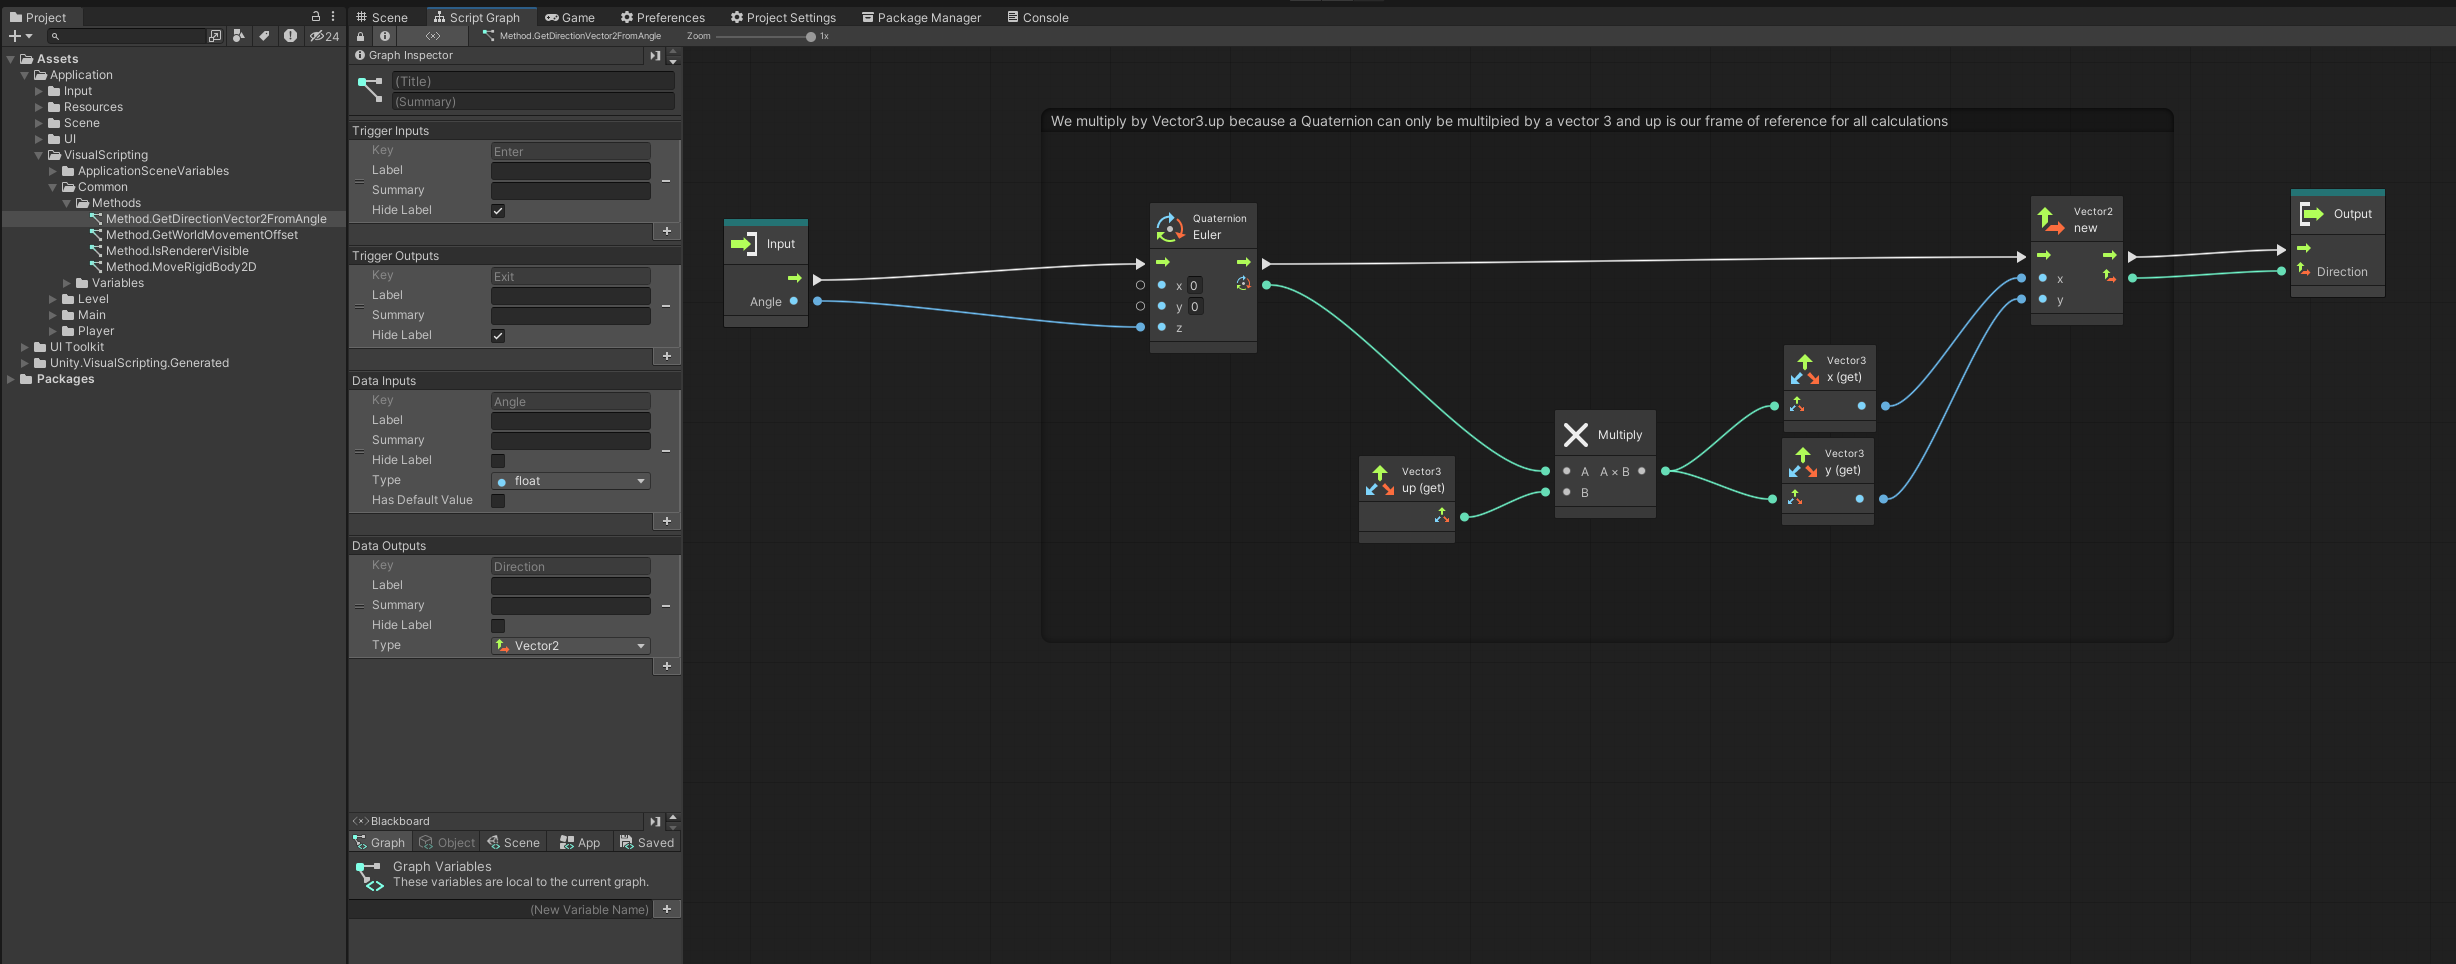 Project
24
Assets
Application
Input
Resources
Scene
UI
VisualScripting
ApplicationSceneVariables
Common
Methods
Method.GetDirectionVector2FromAngle
Method.GetWorldMovementOffset
Method.IsRendererVisible
Method.MoveRigidBody2D
Variables
Level
Main
Player
UI Toolkit
Unity.VisualScripting.Generated
Packages
Scene
Script Graph
Game
Preferences
Project Settings
Package Manager
Console
Method.GetDirectionVector2FromAngle
Zoom
1x
Graph Inspector
(Title)
(Summary)
Trigger Inputs
Key Enter
Label
Summary
Hide Label
Trigger Outputs
Key Exit
Label
Summary
Hide Label
Data Inputs
Key Angle
Label
Summary
Hide Label
Type float
Has Default Value
Data Outputs
Key Direction
Label
Summary
Hide Label
Type Vector2
Blackboard
Graph Object Scene App Saved
Graph Variables
These variables are local to the current graph.
(New Variable Name)
We multiply by Vector3.up because a Quaternion can only be multilpied by a vector 3 and up is our frame of reference for all calculations
Input
Angle
Quaternion
Euler
x 0
y 0
z
Vector3
up (get)
Multiply
A A × B
B
Vector3
x (get)
Vector3
y (get)
Vector2
new
x
y
Output
Direction